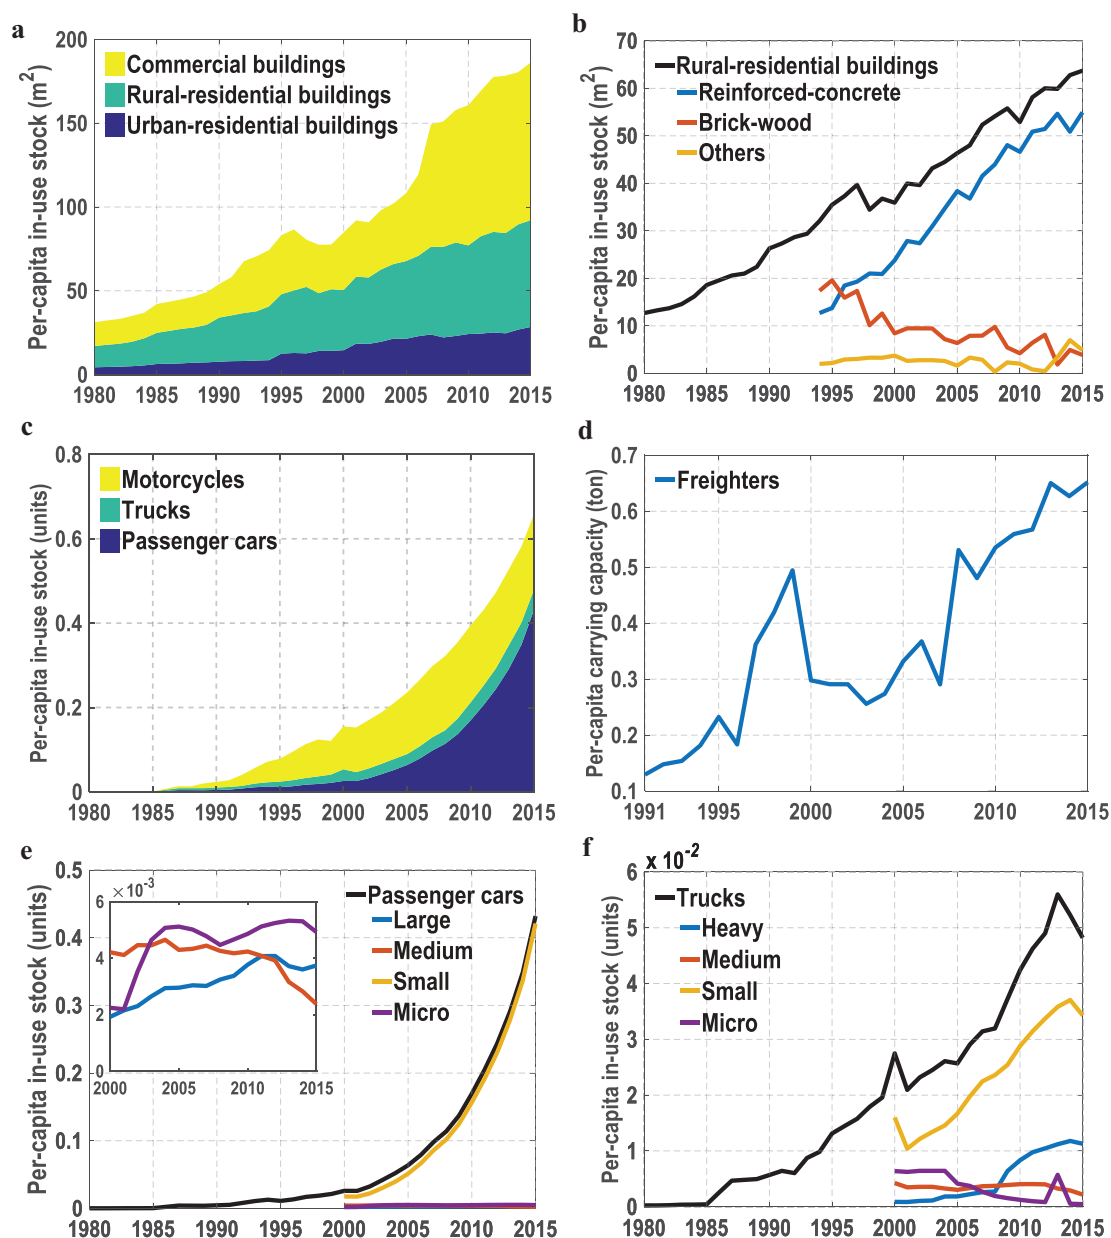 a
Per-capita in-use stock (m2)
200
150
100
50
0
Commercial buildings
Rural-residential buildings
Urban-residential buildings
1980 1985 1990 1995 2000 2005 2010 2015
b
Per-capita in-use stock (m2)
70
60
50
40
30
20
10
0
Rural-residential buildings
Reinforced-concrete
Brick-wood
Others
1980 1985 1990 1995 2000 2005 2010 2015
c
Per-capita in-use stock (units)
0.8
0.6
0.4
0.2
0
Motorcycles
Trucks
Passenger cars
1980 1985 1990 1995 2000 2005 2010 2015
d
Per-capita carrying capacity (ton)
0.7
0.6
0.5
0.4
0.3
0.2
0.1
Freighters
1991 1995 2000 2005 2010 2015
e
Per-capita in-use stock (units)
0.5
0.4
0.3
0.2
0.1
0
×10-3
6
4
2
0
2000 2005 2010 2015
Passenger cars
Large
Medium
Small
Micro
1980 1985 1990 1995 2000 2005 2010 2015
f
x 10-2
Per-capita in-use stock (units)
6
5
4
3
2
1
0
Trucks
Heavy
Medium
Small
Micro
1980 1985 1990 1995 2000 2005 2010 2015